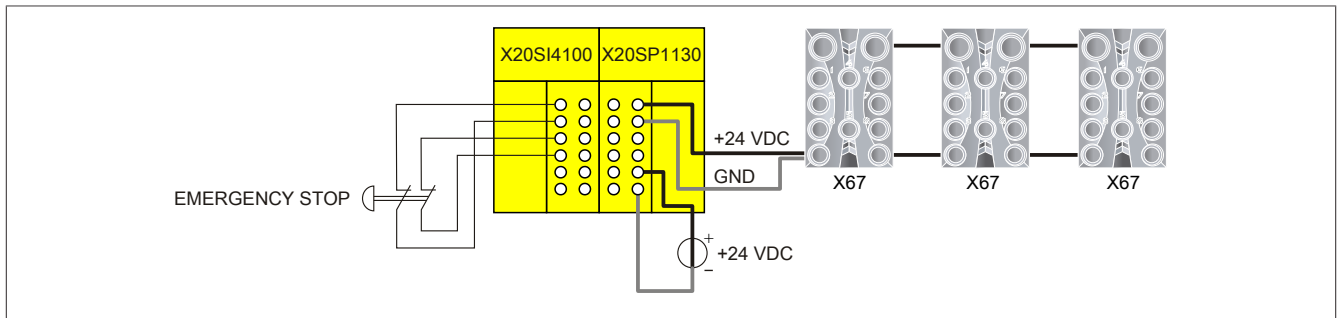 X20SI4100 X20SP1130
+24 VDC
GND
X67 X67 X67
EMERGENCY STOP
+
+24 VDC
−